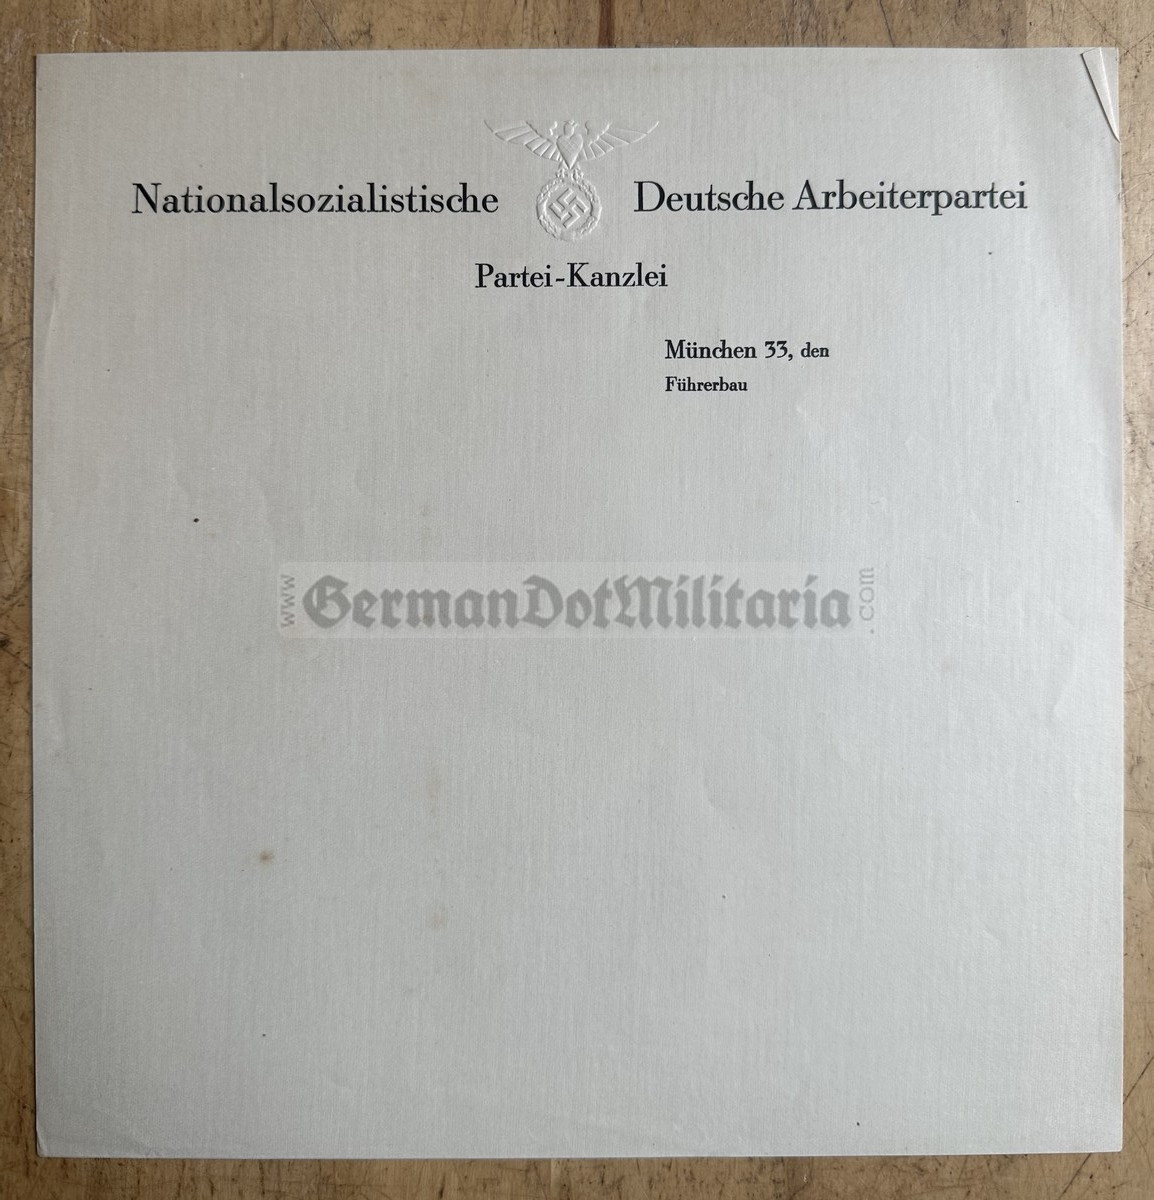 Nationalsozialistische Deutsche Arbeiterpartei
Partei-Kanzlei
München 33, den
Führerbau
www.GermanDotMilitaria.com